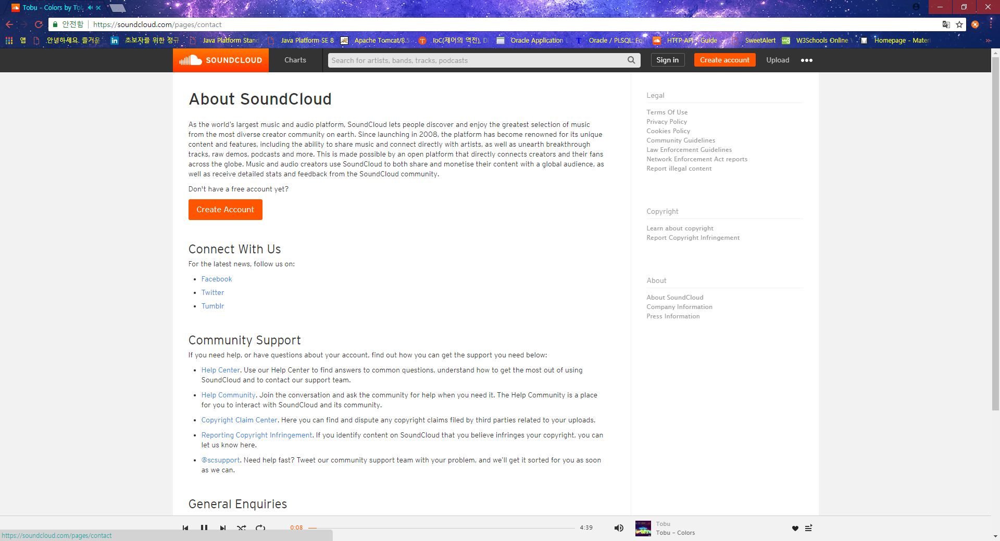 Tobu - Colors by To
안전함 https://soundcloud.com/pages/contact
앱 안녕하세요. 즐거운 초보자를 위한 정규 Java Platform Stand Java Platform SE 8 Apache Tomcat/8.5 IoC(제어의 역전), D Oracle Application Oracle / PLSQL: HTTP API - Guide SweetAlert W3Schools Online Homepage - Materi
SOUNDCLOUD Charts Search for artists, bands, tracks, podcasts Sign in Create account Upload
About SoundCloud
As the world's largest music and audio platform, SoundCloud lets people discover and enjoy the greatest selection of music
from the most diverse creator community on earth. Since launching in 2008, the platform has become renowned for its unique
content and features, including the ability to share music and connect directly with artists, as well as unearth breakthrough
tracks, raw demos, podcasts and more. This is made possible by an open platform that directly connects creators and their fans
across the globe. Music and audio creators use SoundCloud to both share and monetise their content with a global audience, as
well as receive detailed stats and feedback from the SoundCloud community.
Don't have a free account yet?
Create Account
Connect With Us
For the latest news, follow us on:
Facebook
Twitter
Tumblr
Community Support
If you need help, or have questions about your account, find out how you can get the support you need below:
Help Center. Use our Help Center to find answers to common questions, understand how to get the most out of using
SoundCloud and to contact our support team.
Help Community. Join the conversation and ask the community for help when you need it. The Help Community is a place
for you to interact with SoundCloud and its community.
Copyright Claim Center. Here you can find and dispute any copyright claims filed by third parties related to your uploads.
Reporting Copyright Infringement. If you identify content on SoundCloud that you believe infringes your copyright, you can
let us know here.
@scsupport. Need help fast? Tweet our community support team with your problem, and we'll get it sorted for you as soon
as we can.
General Enquiries
Legal
Terms Of Use
Privacy Policy
Cookies Policy
Community Guidelines
Law Enforcement Guidelines
Network Enforcement Act reports
Report illegal content
Copyright
Learn about copyright
Report Copyright Infringement
About
About SoundCloud
Company Information
Press Information
0:08 4:39
Tobu
Tobu - Colors
https://soundcloud.com/pages/contact